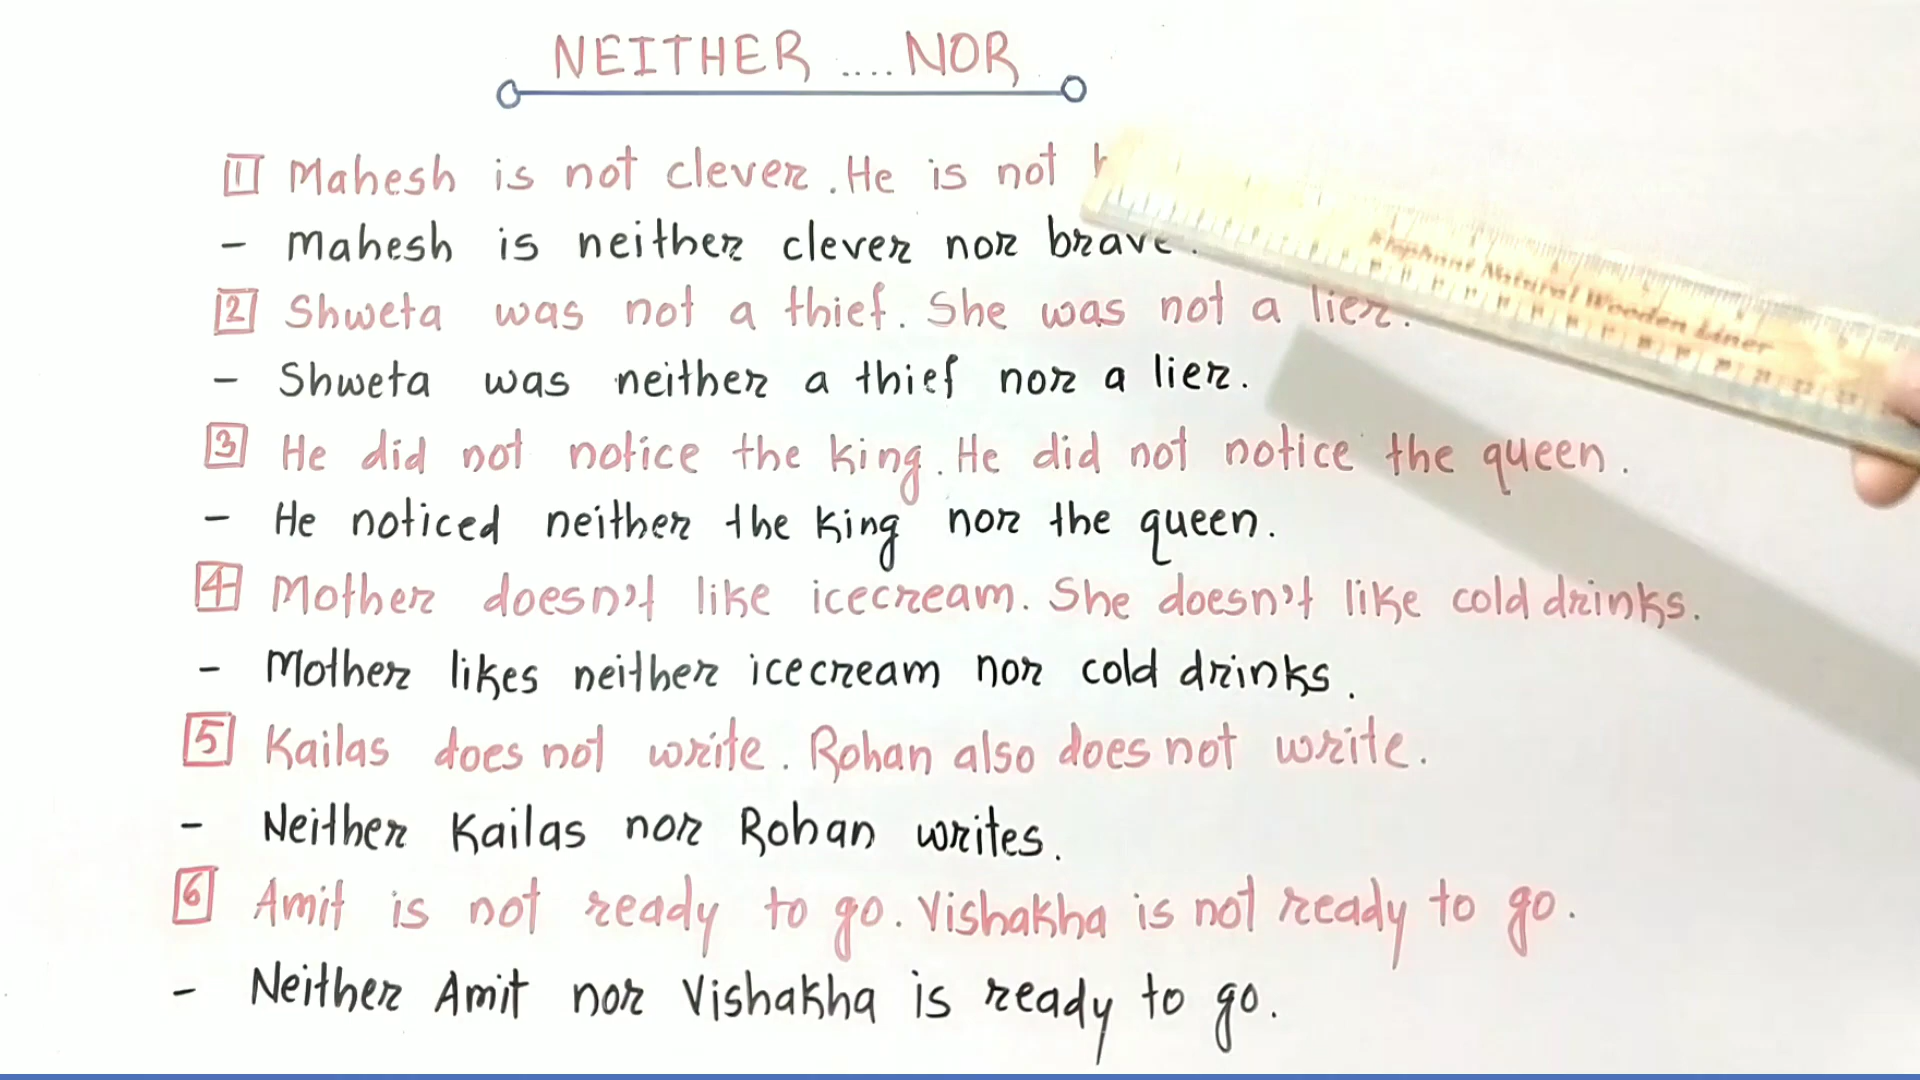 NEITHER ....NOR
1 Mahesh is not clever. He is not
- Mahesh is neither clever nor brave.
2 Shweta was not a thief. She was not a lier.
- Shweta was neither a thief nor a lier.
3 He did not notice the king. He did not notice the queen.
- He noticed neither the king nor the queen.
4 Mother doesn't like icecream. She doesn't like cold drinks.
- Mother likes neither icecream nor cold drinks.
5 Kailas does not write. Rohan also does not write.
- Neither Kailas nor Rohan writes.
6 Amit is not ready to go. Vishakha is not ready to go.
- Neither Amit nor Vishakha is ready to go.